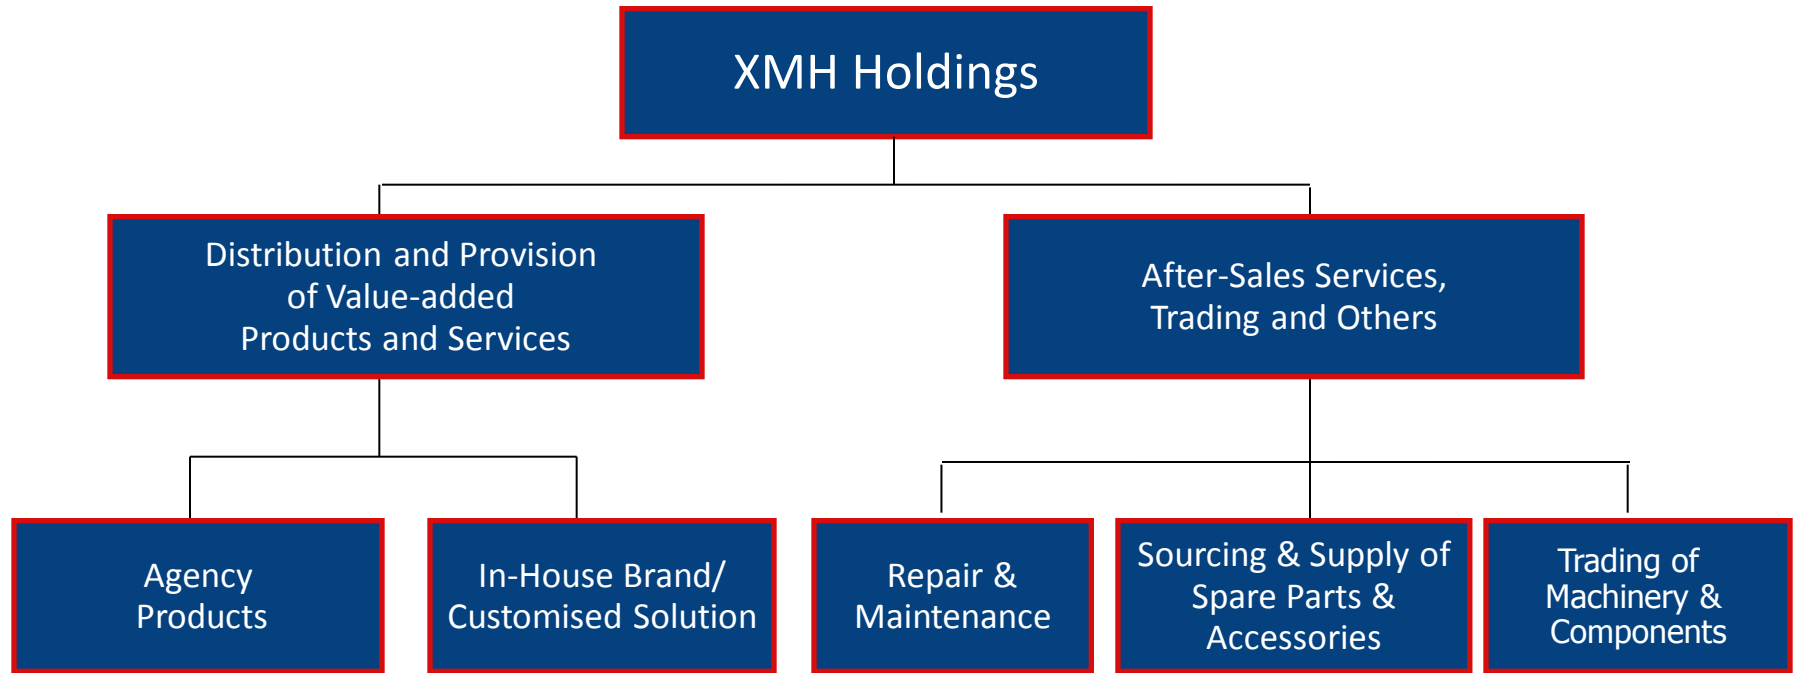 XMH Holdings
Distribution and Provision
of Value-added
Products and Services
After-Sales Services,
Trading and Others
Agency
Products
In-House Brand/
Customised Solution
Repair &
Maintenance
Sourcing & Supply of
Spare Parts &
Accessories
Trading of
Machinery &
Components